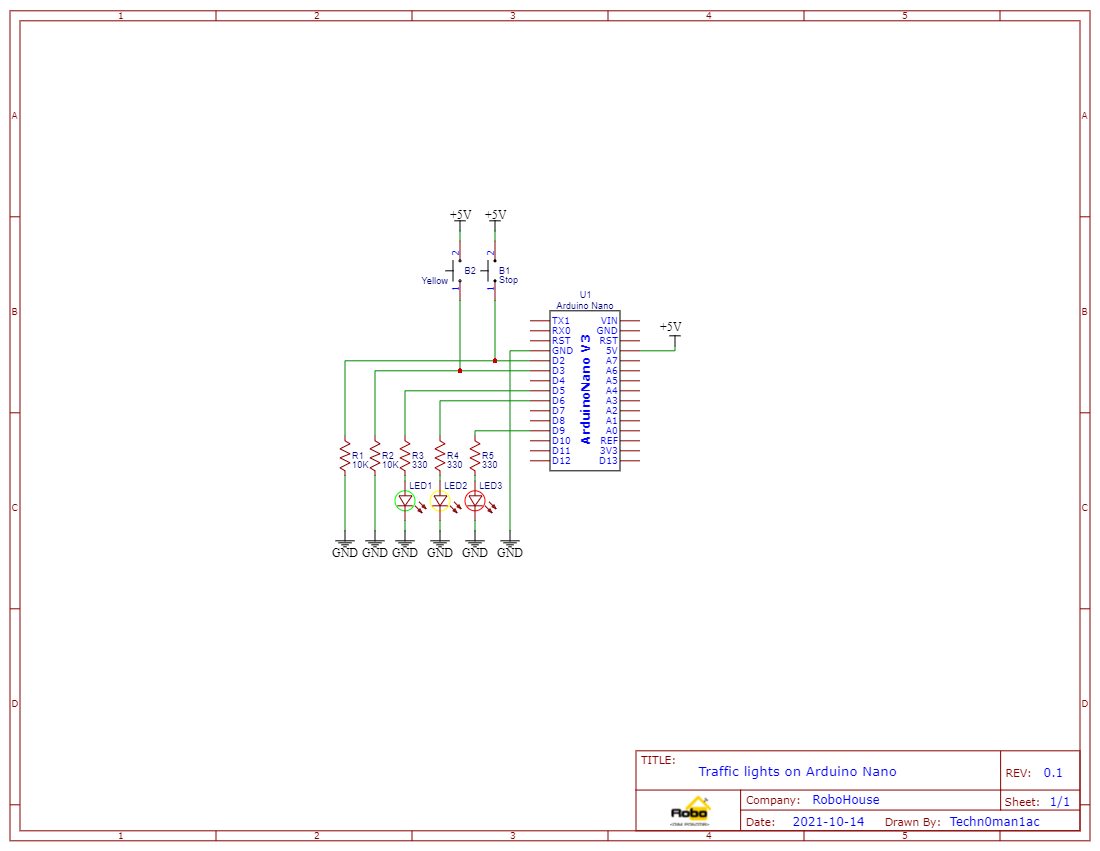 1 2 3 4 5
A A
+5V +5V
2 2
B2 B1
Yellow Stop
1 1
U1
Arduino Nano
B B
ArduinoNano V3
TX1 VIN
RX0 GND
RST RST
GND 5V
D2 A7
D3 A6
D4 A5
D5 A4
D6 A3
D7 A2
D8 A1
D9 A0
D10 REF
D11 3V3
D12 D13
+5V
R1 R2 R3 R4 R5
10K 10K 330 330 330
LED1 LED2 LED3
C C
GND GND GND GND GND GND
D D
TITLE:
Traffic lights on Arduino Nano
REV: 0.1
Robo
Company: RoboHouse
Sheet: 1/1
Date: 2021-10-14 Drawn By: Techn0man1ac
1 2 3 4 5